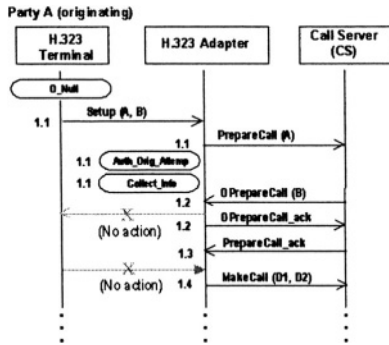 Party A (originating)
H.323 Terminal
H.323 Adapter
Call Server (CS)
O_Null
1.1 Setup (A, B)
1.1 PrepareCall (A)
1.1 Auth_Orig_Attemp
1.1 Collect_Info
1.2 OPrepareCall (B)
X
(No action)
1.2 OPrepareCall_ack
1.3 PrepareCall_ack
X
(No action)
1.4 MakeCall (D1, D2)